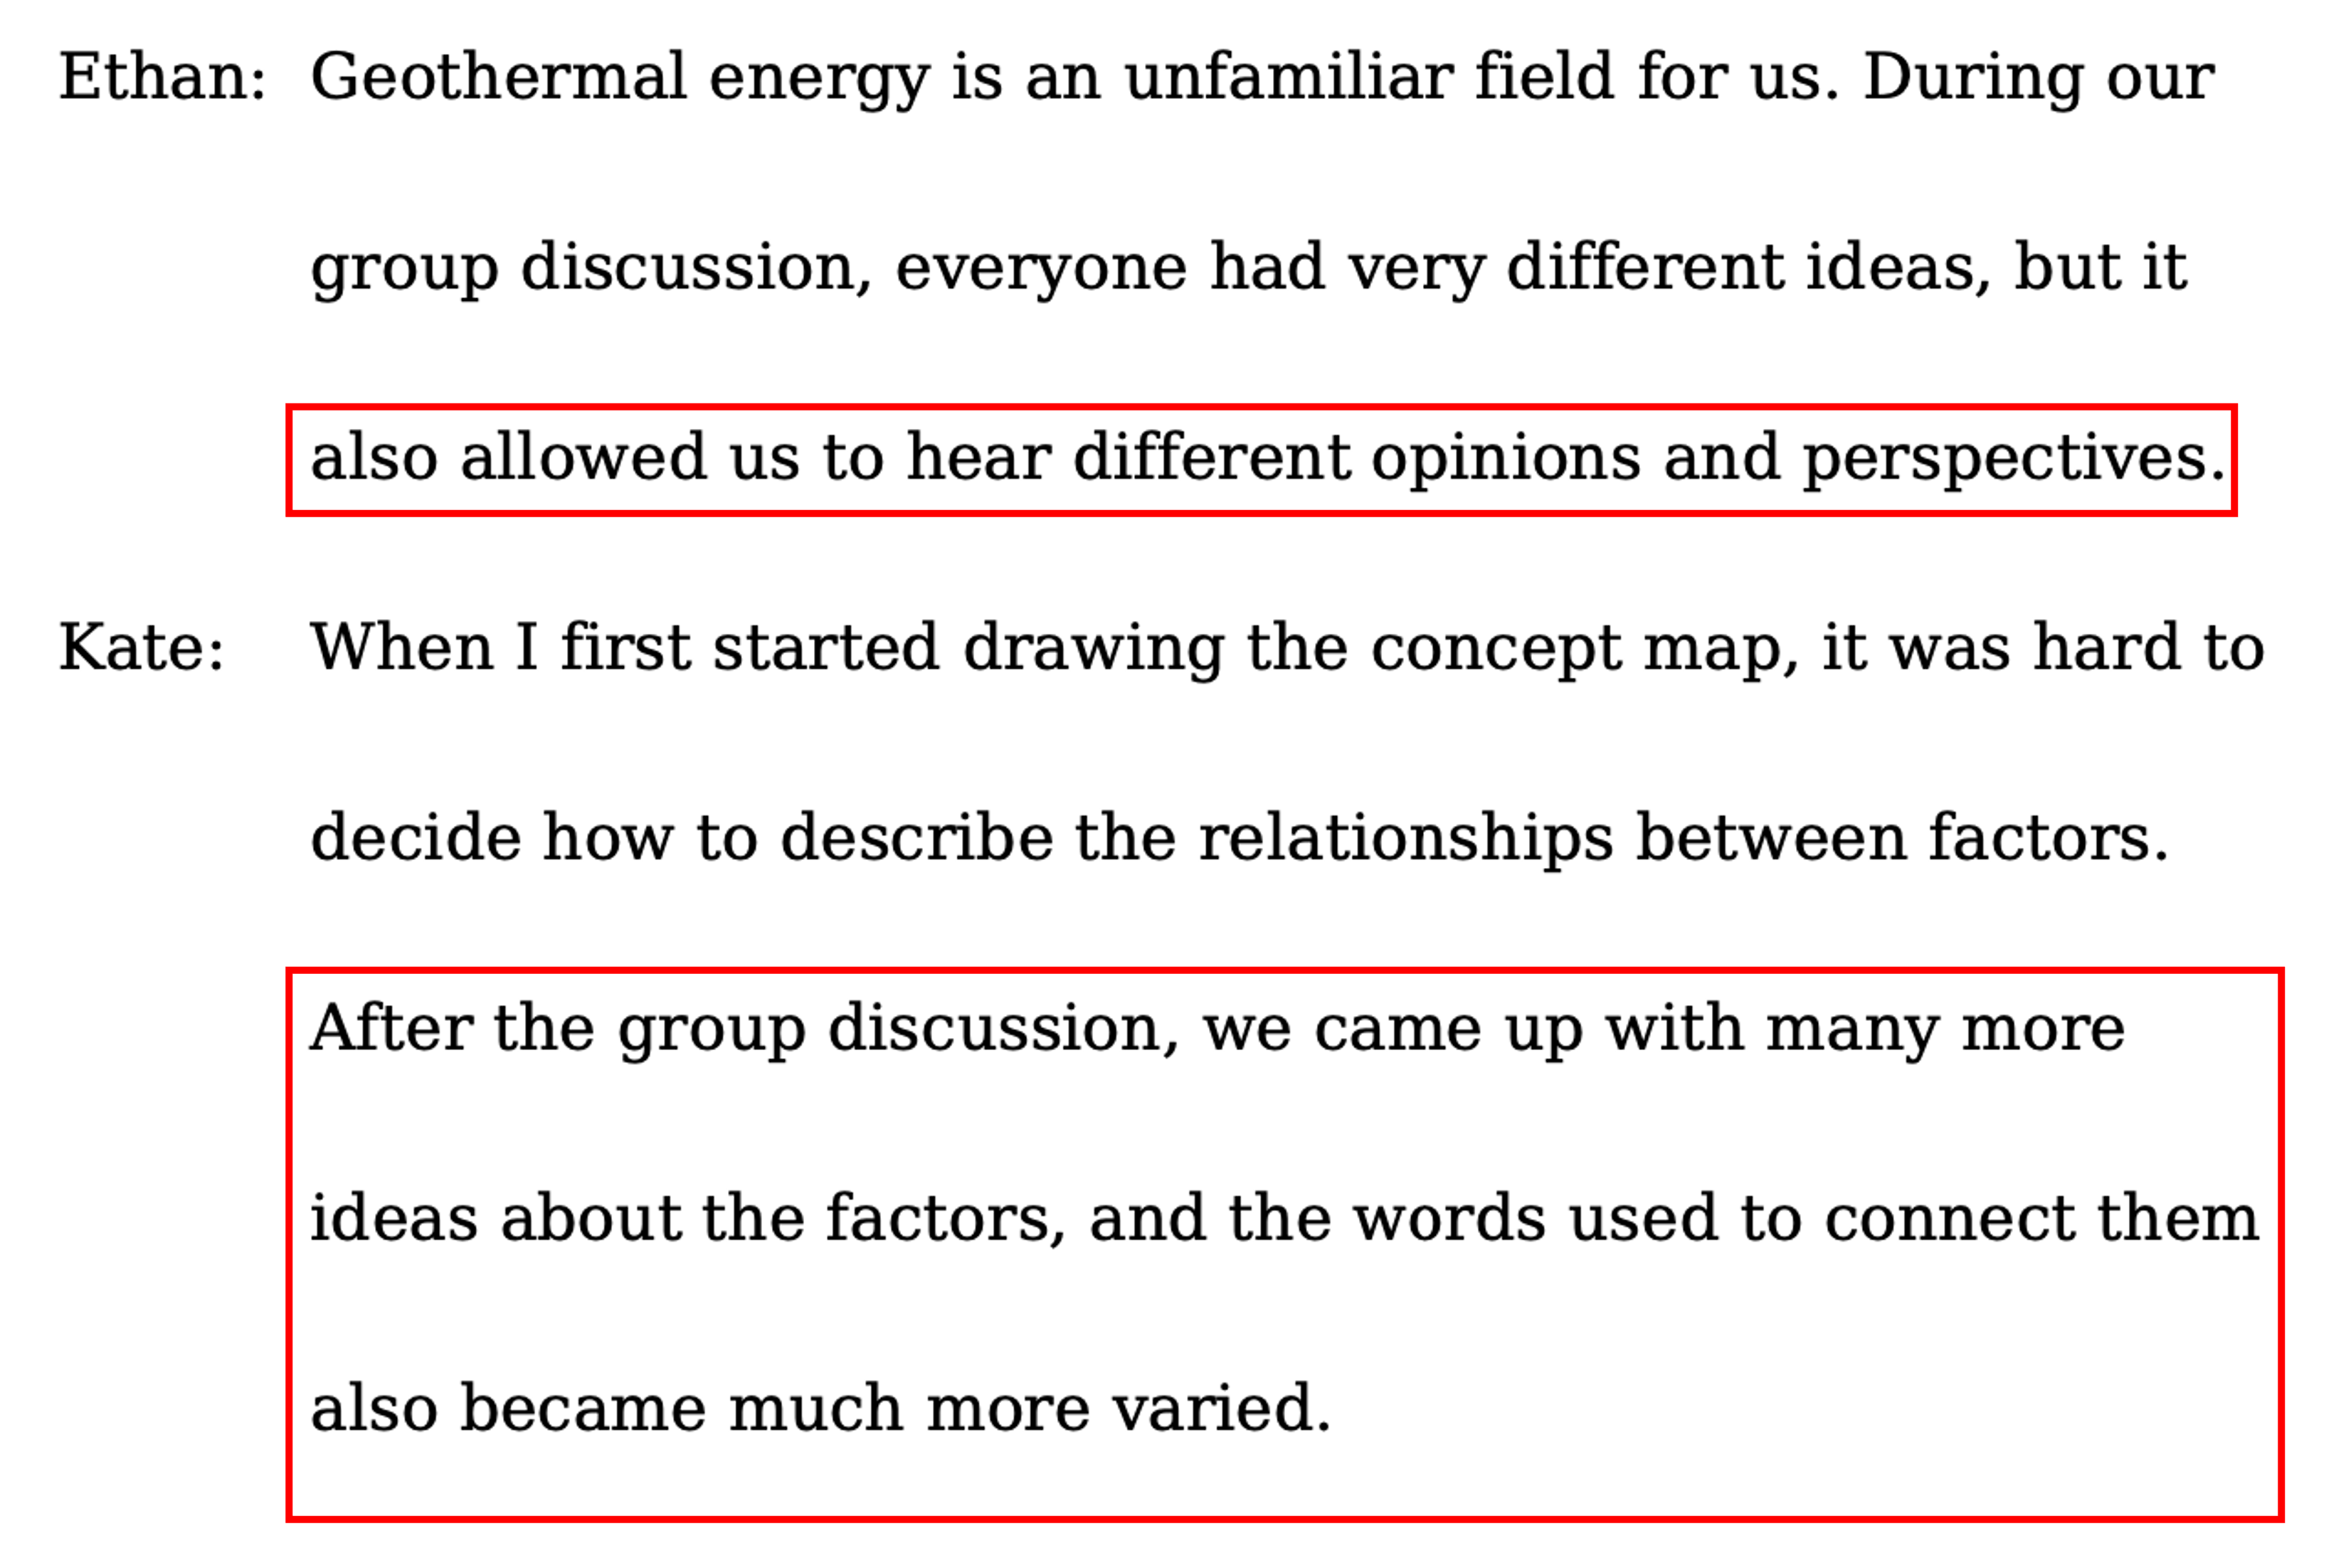 Ethan: Geothermal energy is an unfamiliar field for us. During our
group discussion, everyone had very different ideas, but it
also allowed us to hear different opinions and perspectives.
Kate: When I first started drawing the concept map, it was hard to
decide how to describe the relationships between factors.
After the group discussion, we came up with many more
ideas about the factors, and the words used to connect them
also became much more varied.